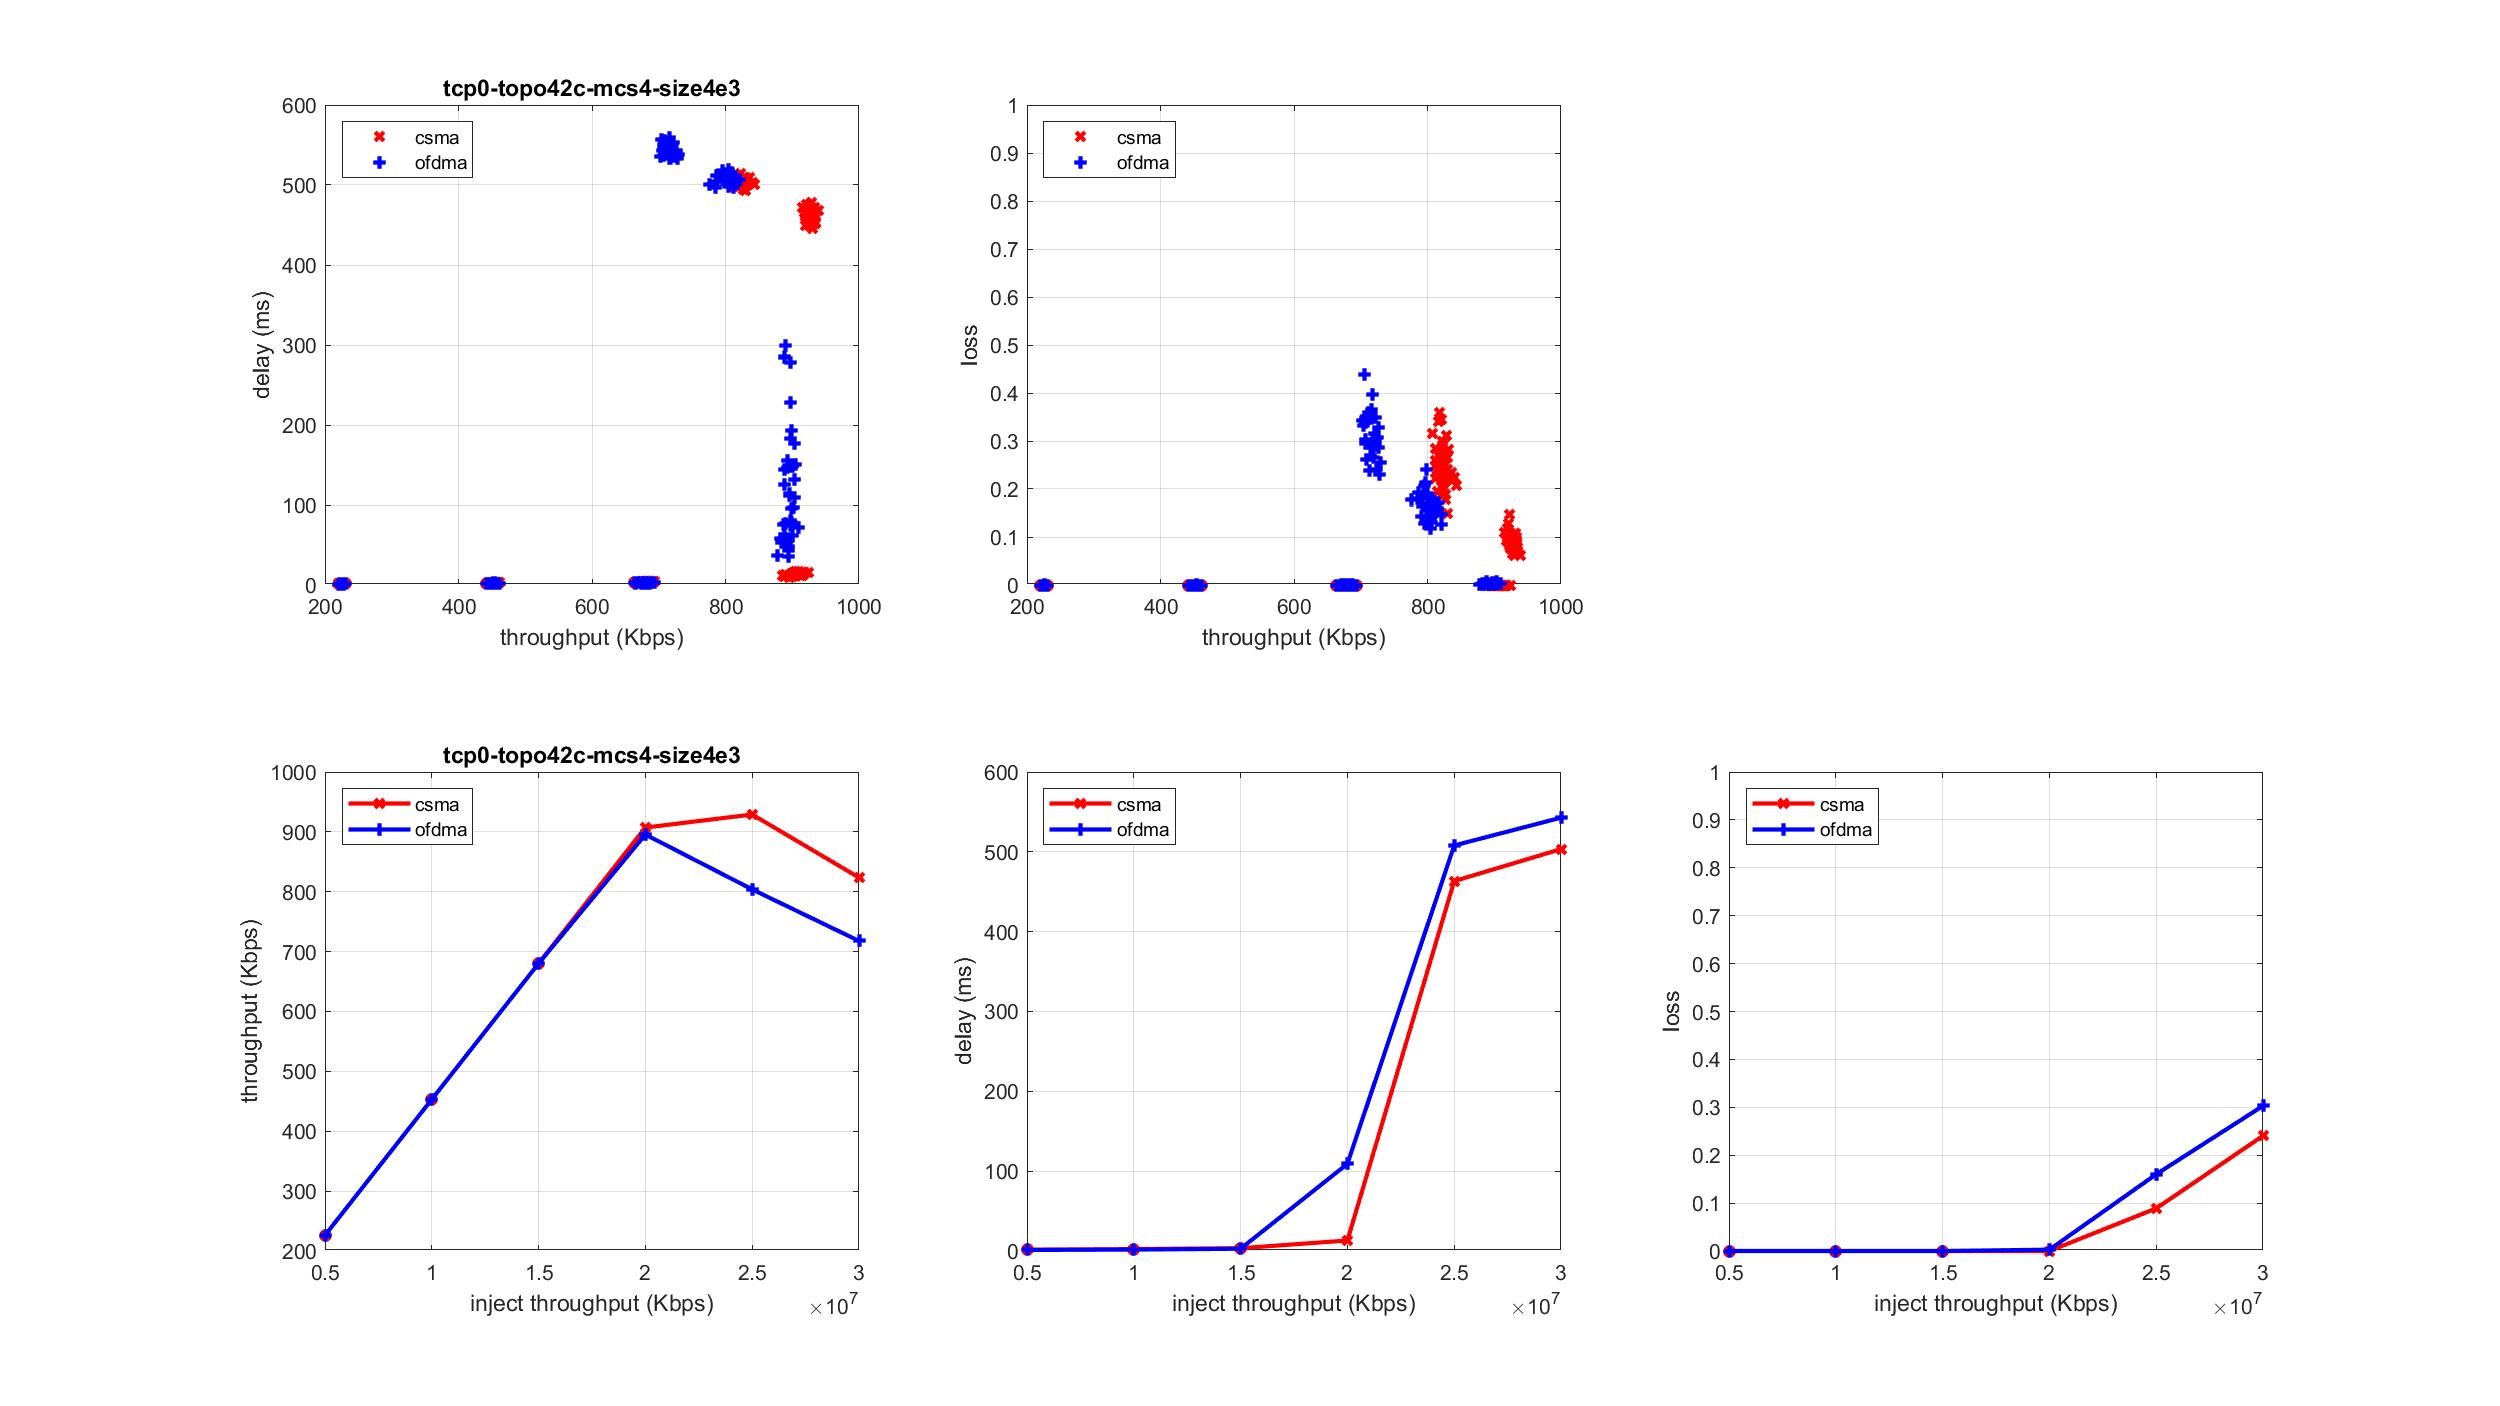 tcp0-topo42c-mcs4-size4e3
600
500
400
300
200
100
0
delay (ms)
csma
ofdma
200 400 600 800 1000
throughput (Kbps)
1
0.9
0.8
0.7
0.6
0.5
0.4
0.3
0.2
0.1
0
loss
csma
ofdma
200 400 600 800 1000
throughput (Kbps)
tcp0-topo42c-mcs4-size4e3
1000
900
800
700
600
500
400
300
200
throughput (Kbps)
csma
ofdma
0.5 1 1.5 2 2.5 3
inject throughput (Kbps) ×10⁷
600
500
400
300
200
100
0
delay (ms)
csma
ofdma
0.5 1 1.5 2 2.5 3
inject throughput (Kbps) ×10⁷
1
0.9
0.8
0.7
0.6
0.5
0.4
0.3
0.2
0.1
0
loss
csma
ofdma
0.5 1 1.5 2 2.5 3
inject throughput (Kbps) ×10⁷